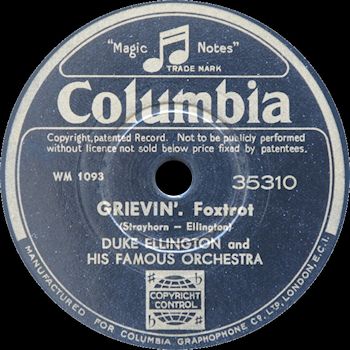 "Magic Notes"
TRADE MARK
Columbia
Copyright, patented Record. Not to be publicly performed
without licence not sold below price fixed by patentees.
WM 1093
35310
GRIEVIN'. Foxtrot
(Strayhorn - Ellington)
DUKE ELLINGTON and
HIS FAMOUS ORCHESTRA
COPYRIGHT
CONTROL
MANUFACTURED FOR COLUMBIA GRAPHOPHONE Co. LTD. LONDON, E.C.1.